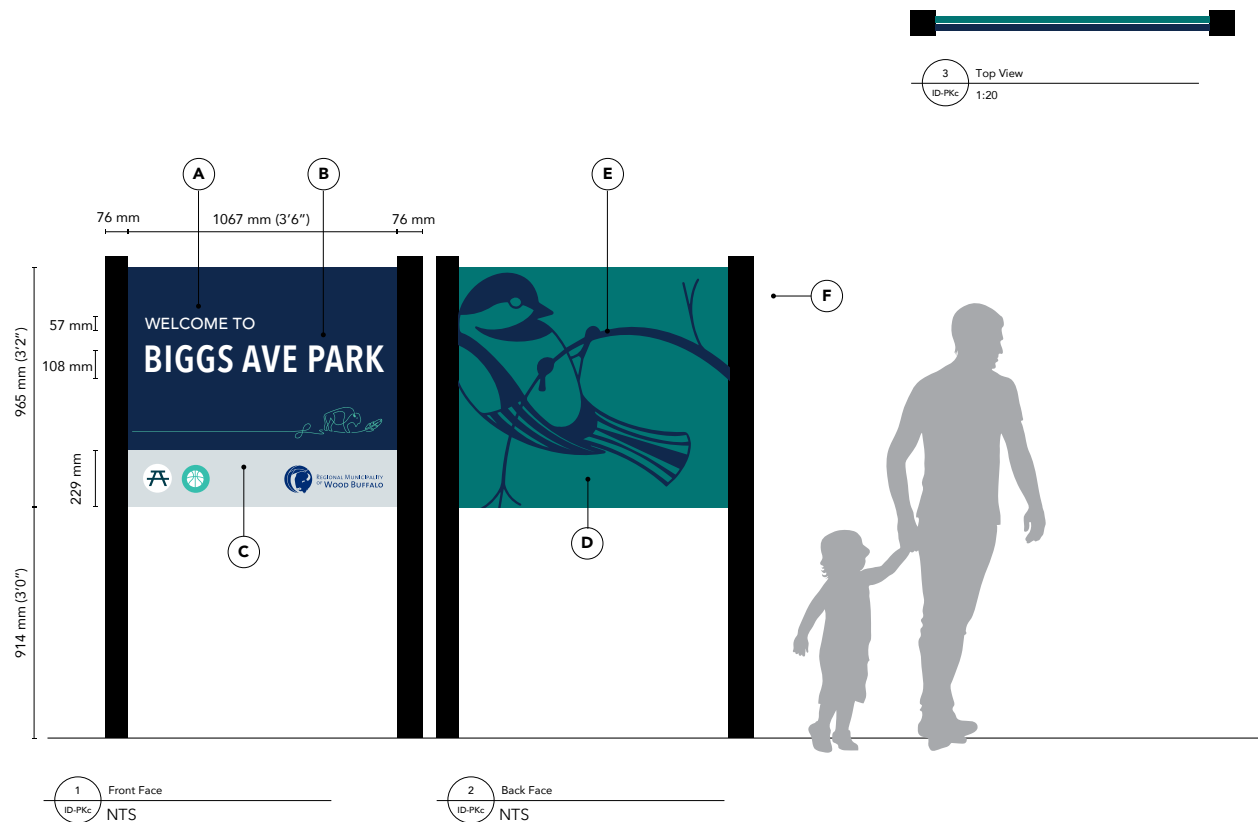 3
Top View
ID-PKc
1:20
A
B
E
76 mm
1067 mm (3’6”)
76 mm
F
965 mm (3’2”)
57 mm
108 mm
229 mm
914 mm (3’0”)
WELCOME TO
BIGGS AVE PARK
REGIONAL MUNICIPALITY
OF WOOD BUFFALO
C
D
1
Front Face
ID-PKc
NTS
2
Back Face
ID-PKc
NTS